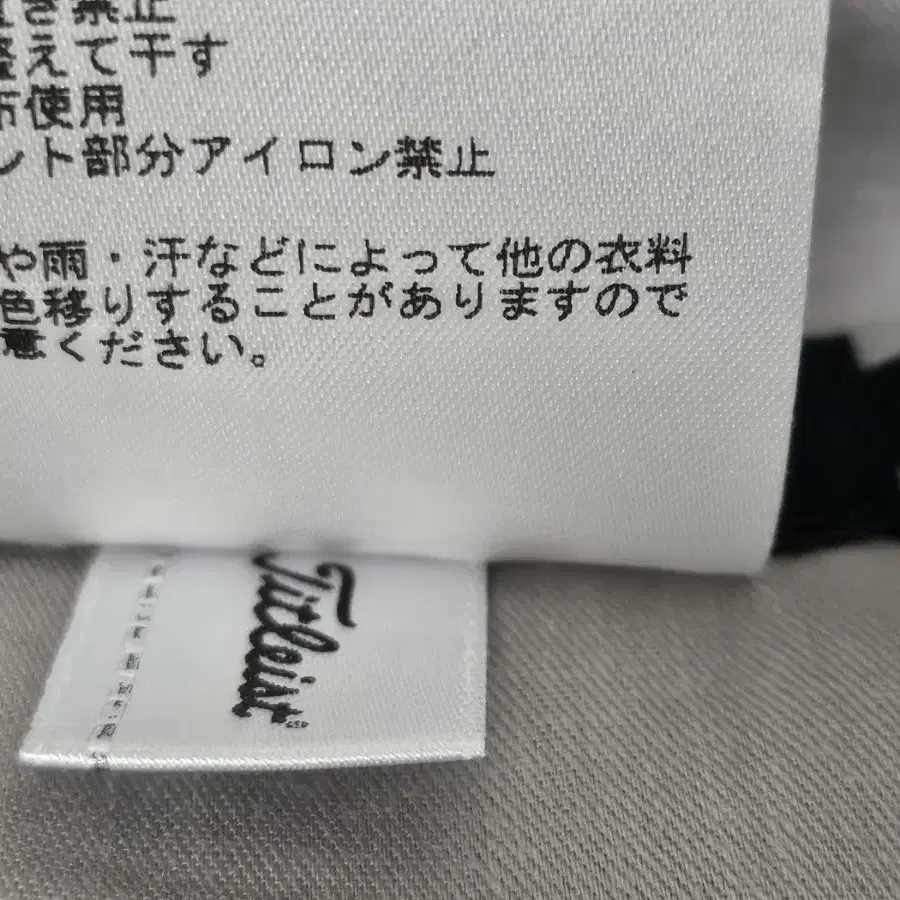 き禁止
えて干す
布使用
ント部分アイロン禁止
や雨・汗などによって他の衣料
色移りすることがありますので
意ください。
Titleist®